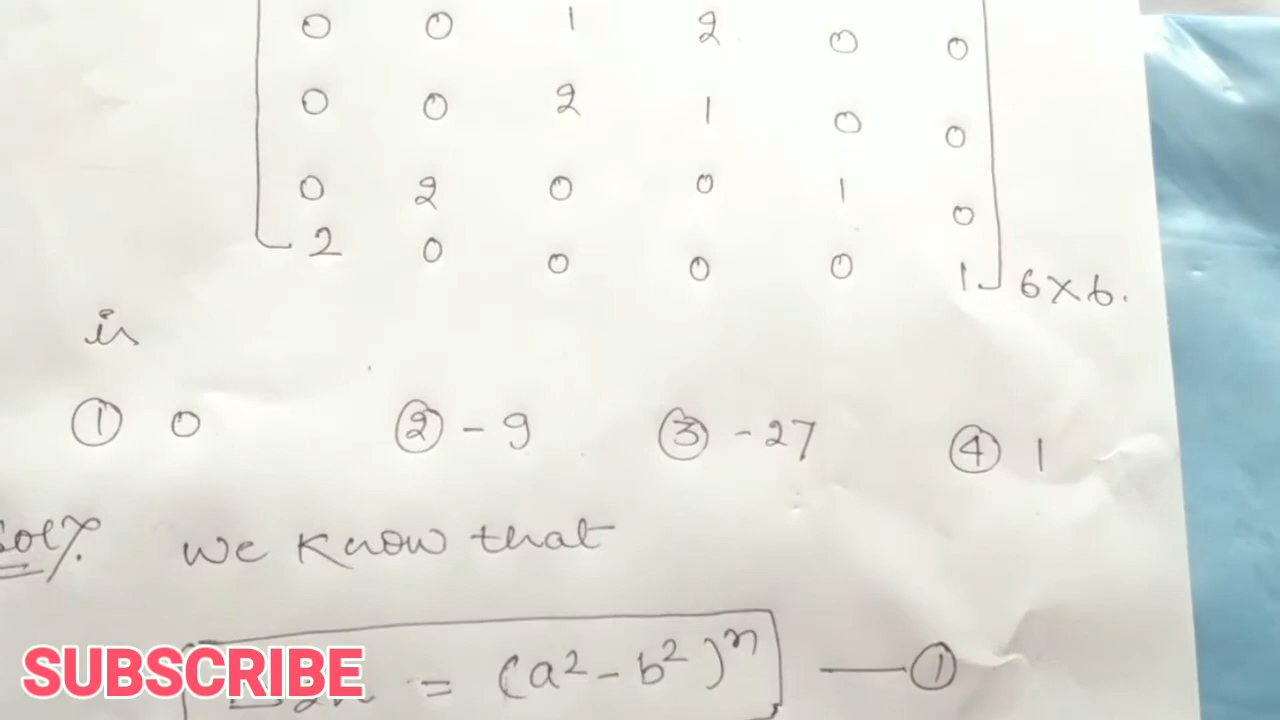 0 0 1 2 0 0
0 0 2 1 0 0
0 2 0 0 1 0
2 0 0 0 0 1 6×6.
is
① 0 ② -9 ③ -27 ④ 1
we know that
= (a² - b²)ⁿ — ①
SUBSCRIBE